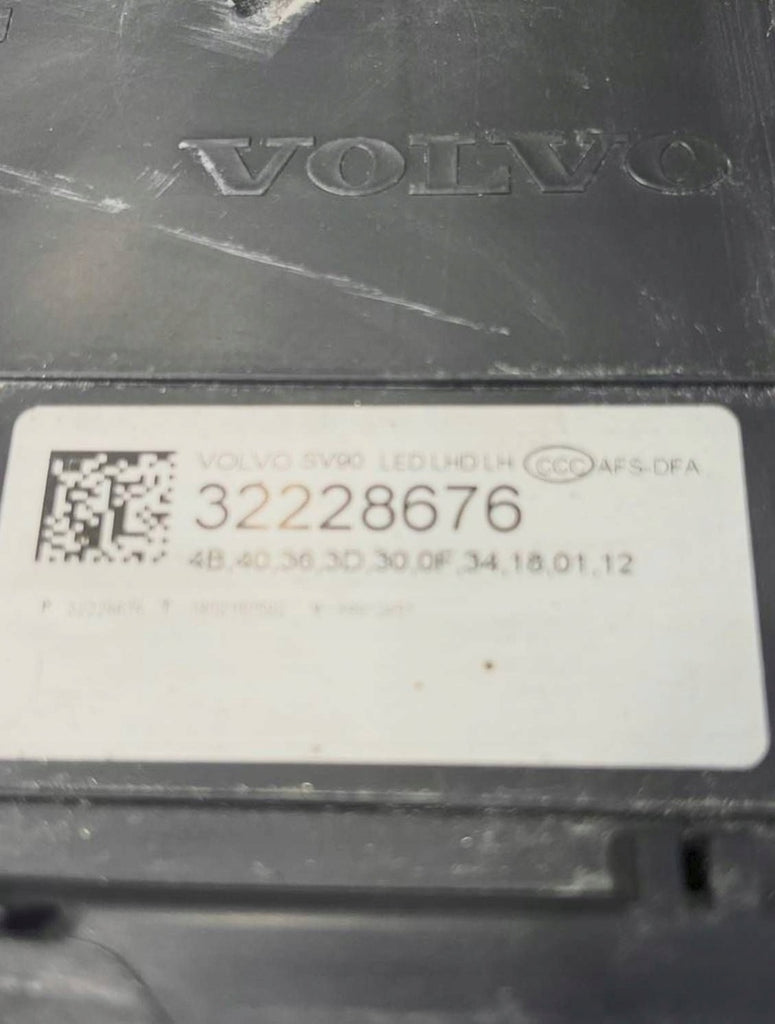 VOLVO
VOLVO SV90 LED LHD LH CCC AFS-DFA
32228676
4B,40,36,3D,30,0F,34,18,01,12
P 32228676 T